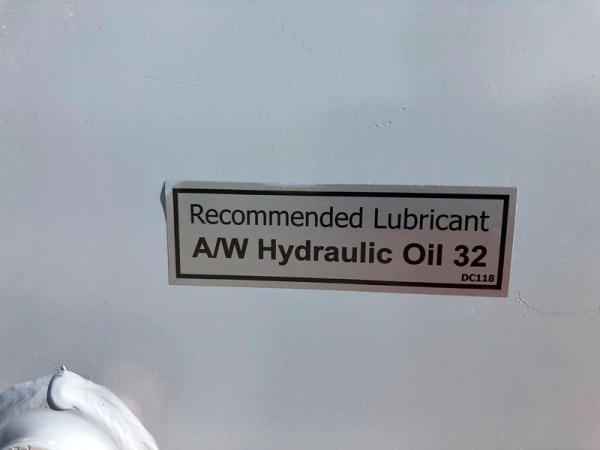 Recommended Lubricant
A/W Hydraulic Oil 32
DC118